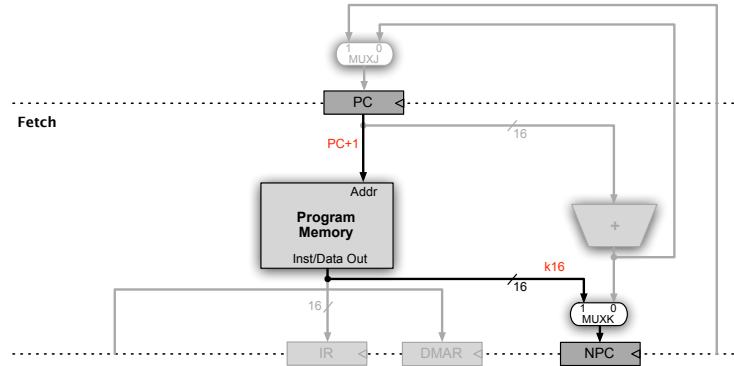 1 0
MUXJ
PC
Fetch
16
PC+1
Addr
Program
Memory
+
Inst/Data Out
k16
16
16
1 0
MUXK
IR
DMAR
NPC